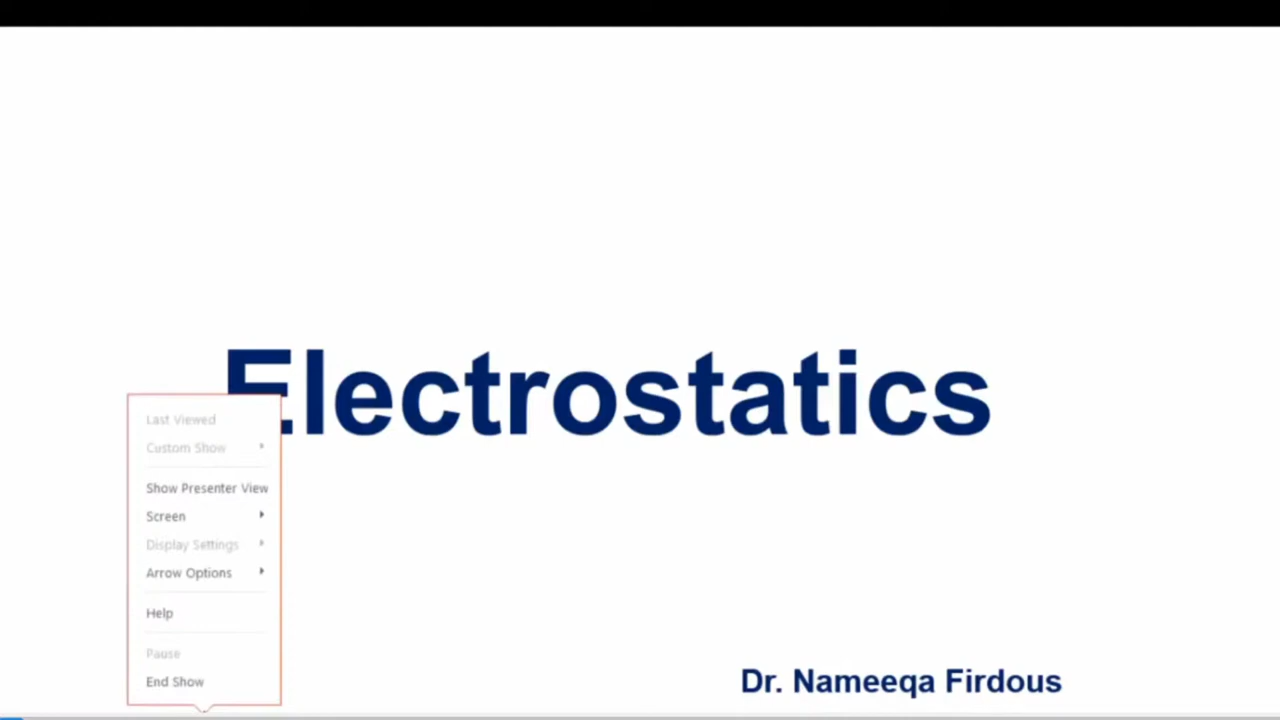 Electrostatics
Last Viewed
Custom Show
Show Presenter View
Screen
Display Settings
Arrow Options
Help
Pause
End Show
Dr. Nameeqa Firdous